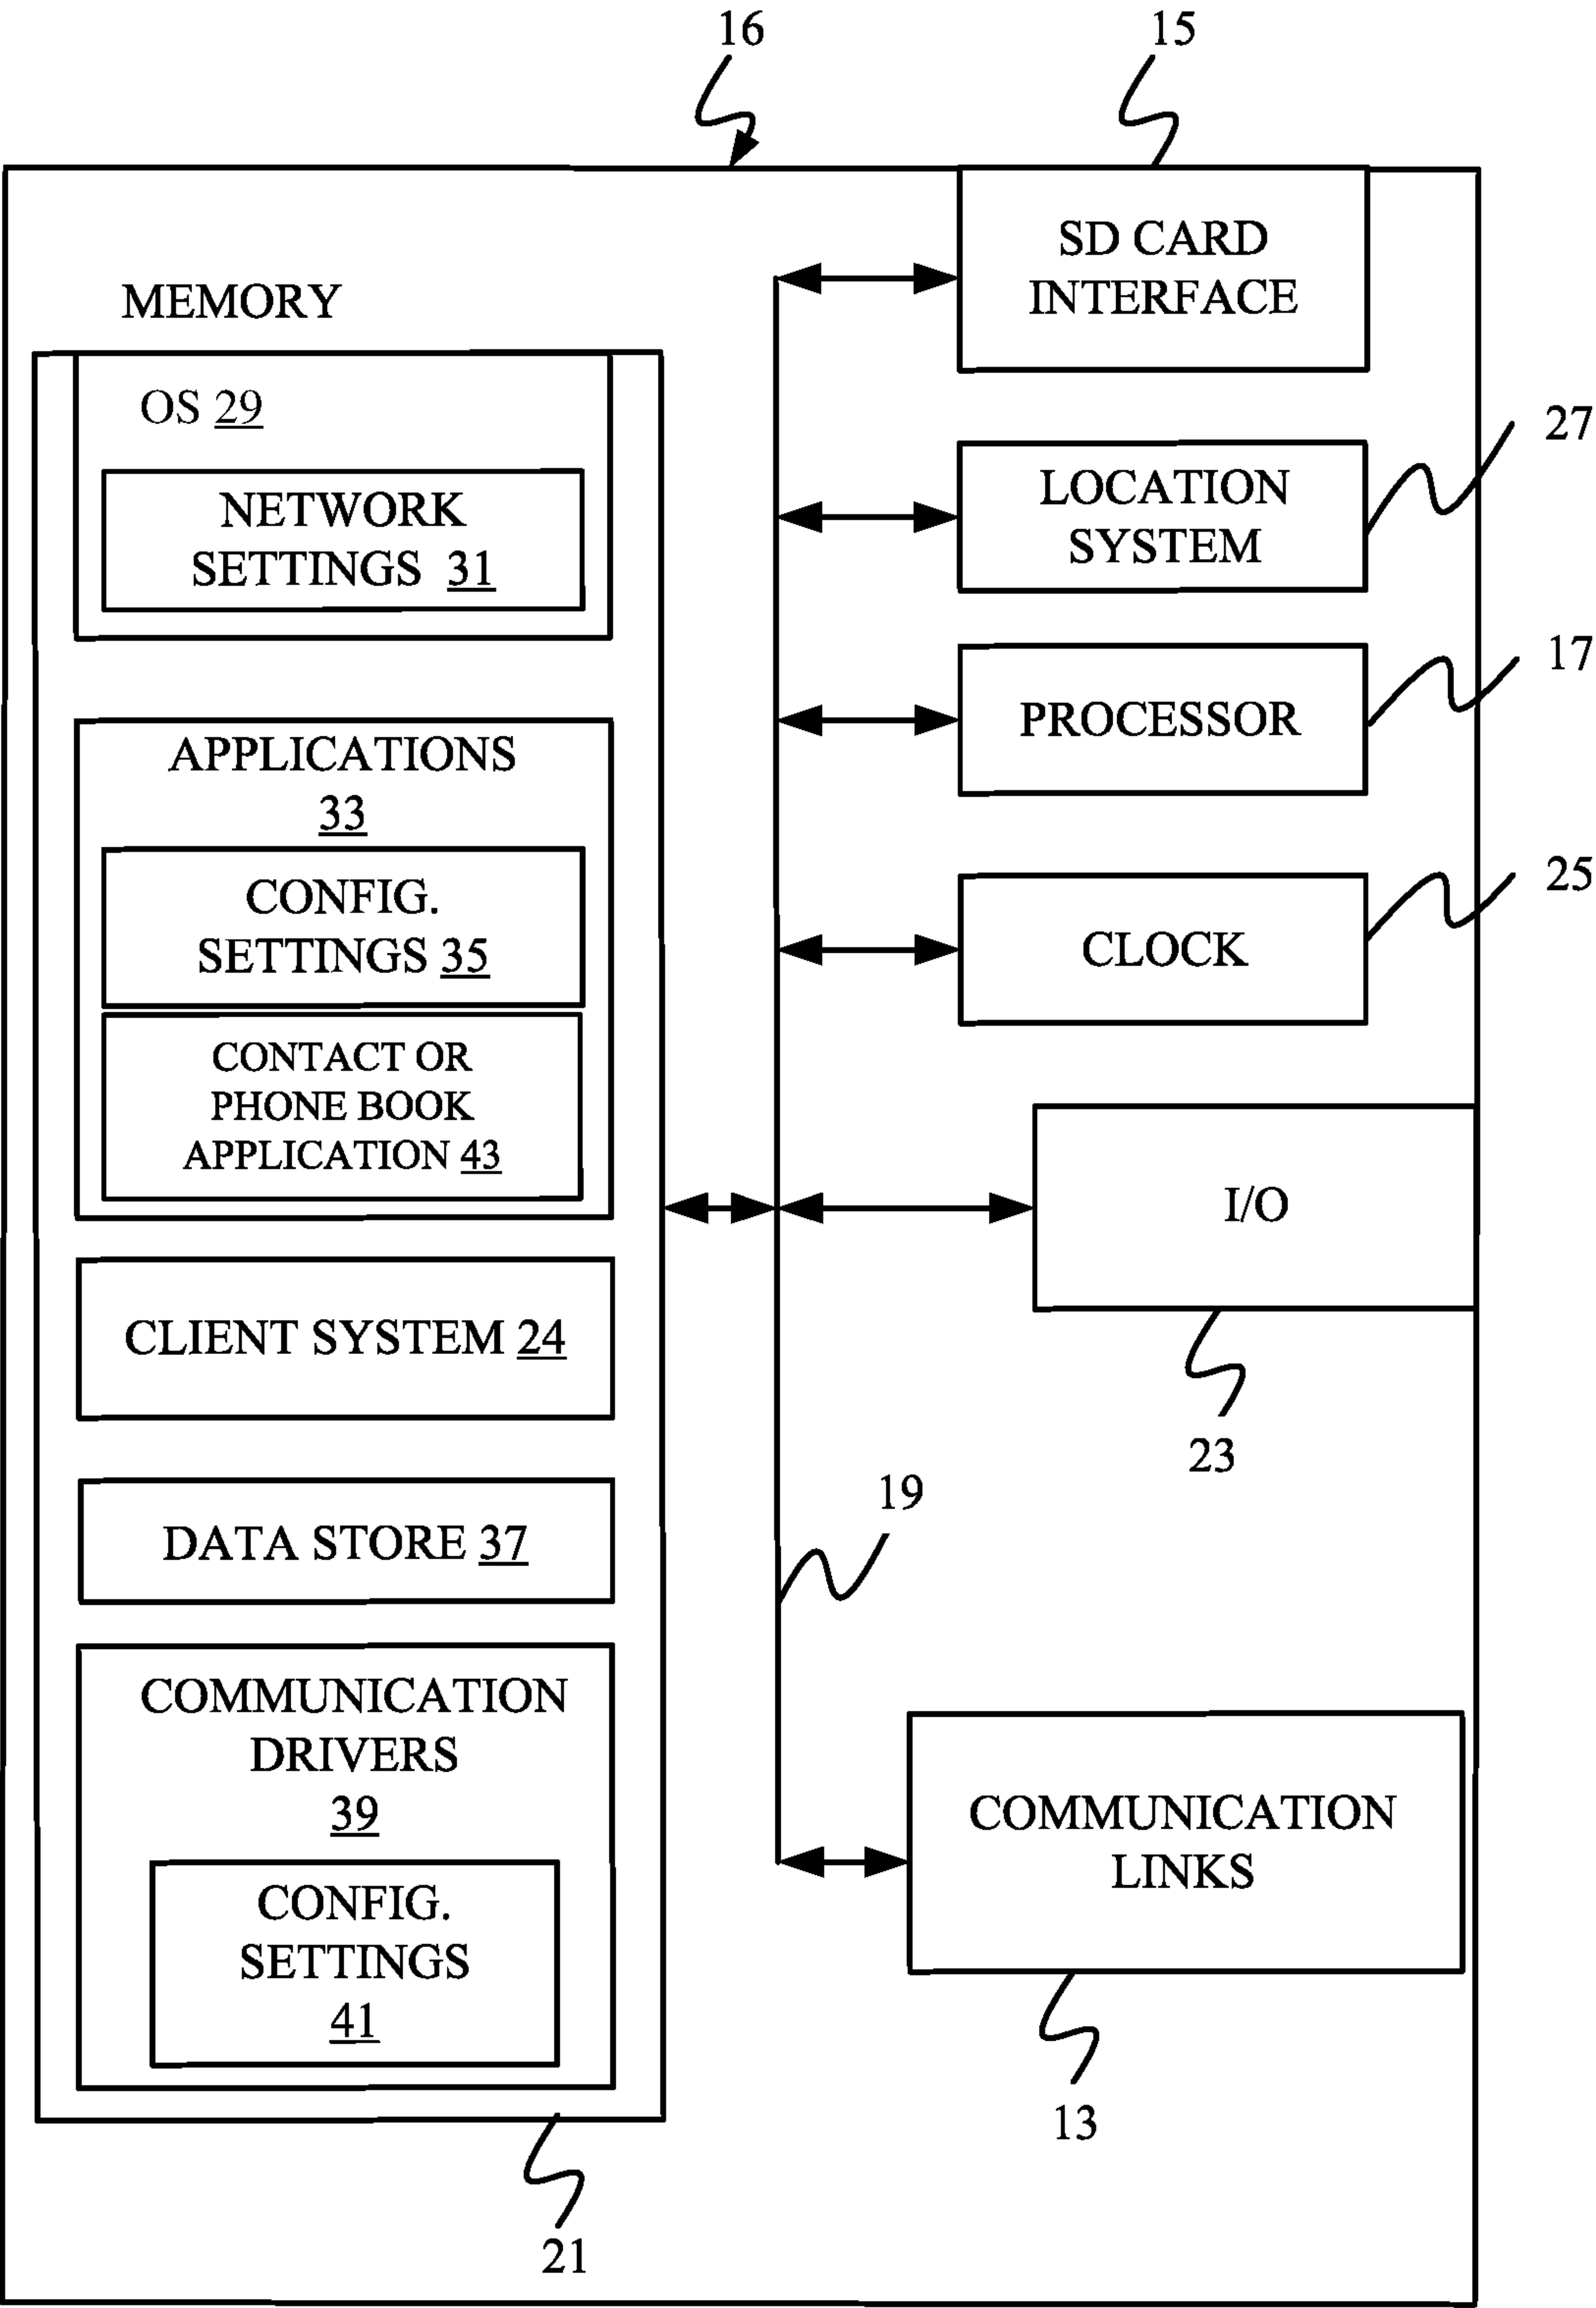 16
15
SD CARD
INTERFACE
MEMORY
OS 29
NETWORK
SETTINGS 31
27
LOCATION
SYSTEM
17
PROCESSOR
APPLICATIONS
33
CONFIG.
SETTINGS 35
25
CLOCK
CONTACT OR
PHONE BOOK
APPLICATION 43
I/O
CLIENT SYSTEM 24
23
19
DATA STORE 37
COMMUNICATION
DRIVERS
39
COMMUNICATION
LINKS
CONFIG.
SETTINGS
41
13
21